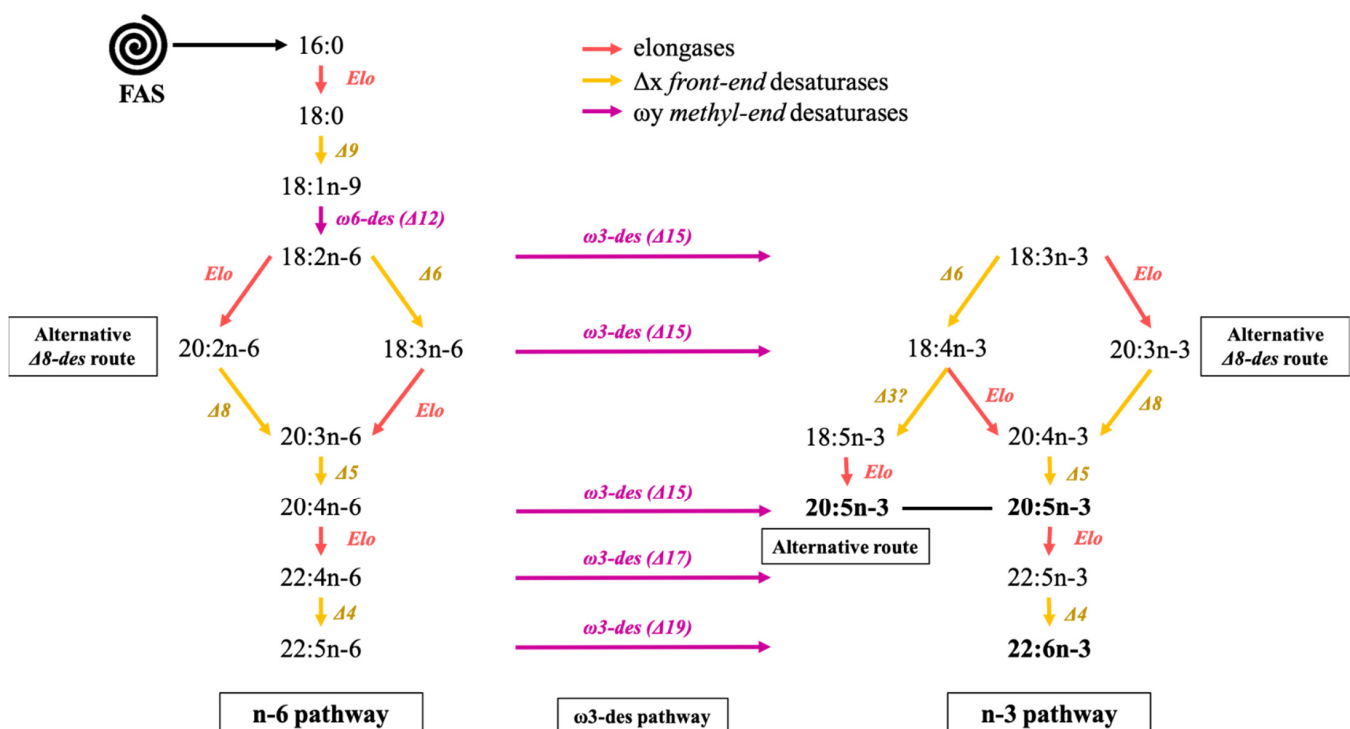 16:0
FAS
Elo
18:0
Δ9
18:1n-9
ω6-des (Δ12)
18:2n-6
elongases
Δx front-end desaturases
ωy methyl-end desaturases
Elo
Δ6
Alternative
Δ8-des route
20:2n-6
18:3n-6
Δ8
Elo
20:3n-6
Δ5
20:4n-6
Elo
22:4n-6
Δ4
22:5n-6
n-6 pathway
ω3-des (Δ15)
ω3-des (Δ15)
ω3-des (Δ15)
ω3-des (Δ17)
ω3-des (Δ19)
ω3-des pathway
18:3n-3
Δ6
Elo
18:4n-3
20:3n-3
Alternative
Δ8-des route
Δ3?
Elo
Δ8
18:5n-3
20:4n-3
Elo
Δ5
20:5n-3
20:5n-3
Alternative route
Elo
22:5n-3
Δ4
22:6n-3
n-3 pathway